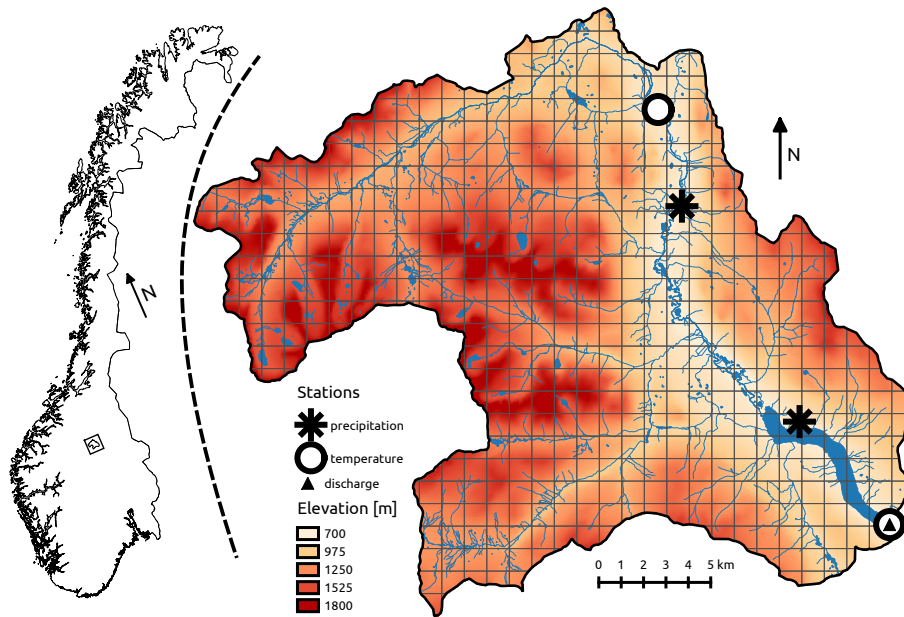 N
N
Stations
precipitation
temperature
discharge
Elevation [m]
700
975
1250
1525
1800
0 1 2 3 4 5 km